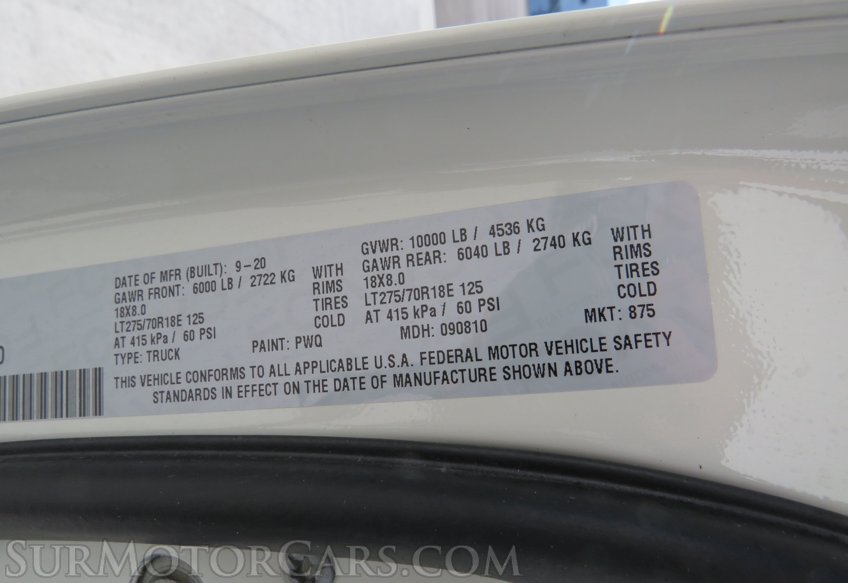 DATE OF MFR (BUILT): 9-20 GVWR: 10000 LB / 4536 KG
GAWR FRONT: 6000 LB / 2722 KG WITH GAWR REAR: 6040 LB / 2740 KG WITH
18X8.0 RIMS 18X8.0 RIMS
LT275/70R18E 125 TIRES LT275/70R18E 125 TIRES
AT 415 kPa / 60 PSI COLD AT 415 kPa / 60 PSI COLD
TYPE: TRUCK PAINT: PWQ MDH: 090810 MKT: 875
THIS VEHICLE CONFORMS TO ALL APPLICABLE U.S.A. FEDERAL MOTOR VEHICLE SAFETY
STANDARDS IN EFFECT ON THE DATE OF MANUFACTURE SHOWN ABOVE.
SURMOTORCARS.COM